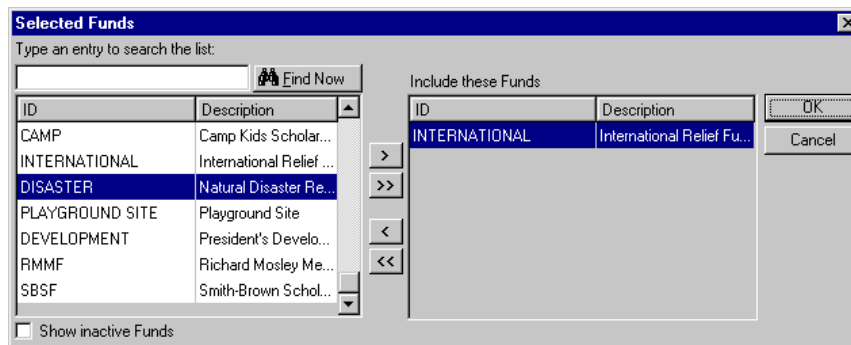 Selected Funds
Type an entry to search the list:
Find Now
Include these Funds
ID Description
CAMP Camp Kids Scholar...
INTERNATIONAL International Relief ...
DISASTER Natural Disaster Re...
PLAYGROUND SITE Playground Site
DEVELOPMENT President's Develo...
RMMF Richard Mosley Me...
SBSF Smith-Brown Schol...
Show inactive Funds
>
>>
<
<<
ID Description
INTERNATIONAL International Relief Fu...
OK
Cancel